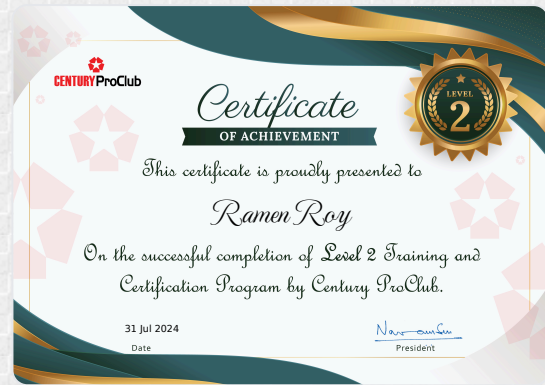 CENTURY ProClub
LEVEL
2
Certificate
OF ACHIEVEMENT
This certificate is proudly presented to
Ramen Roy
On the successful completion of Level 2 Training and
Certification Program by Century ProClub.
31 Jul 2024
Date
President